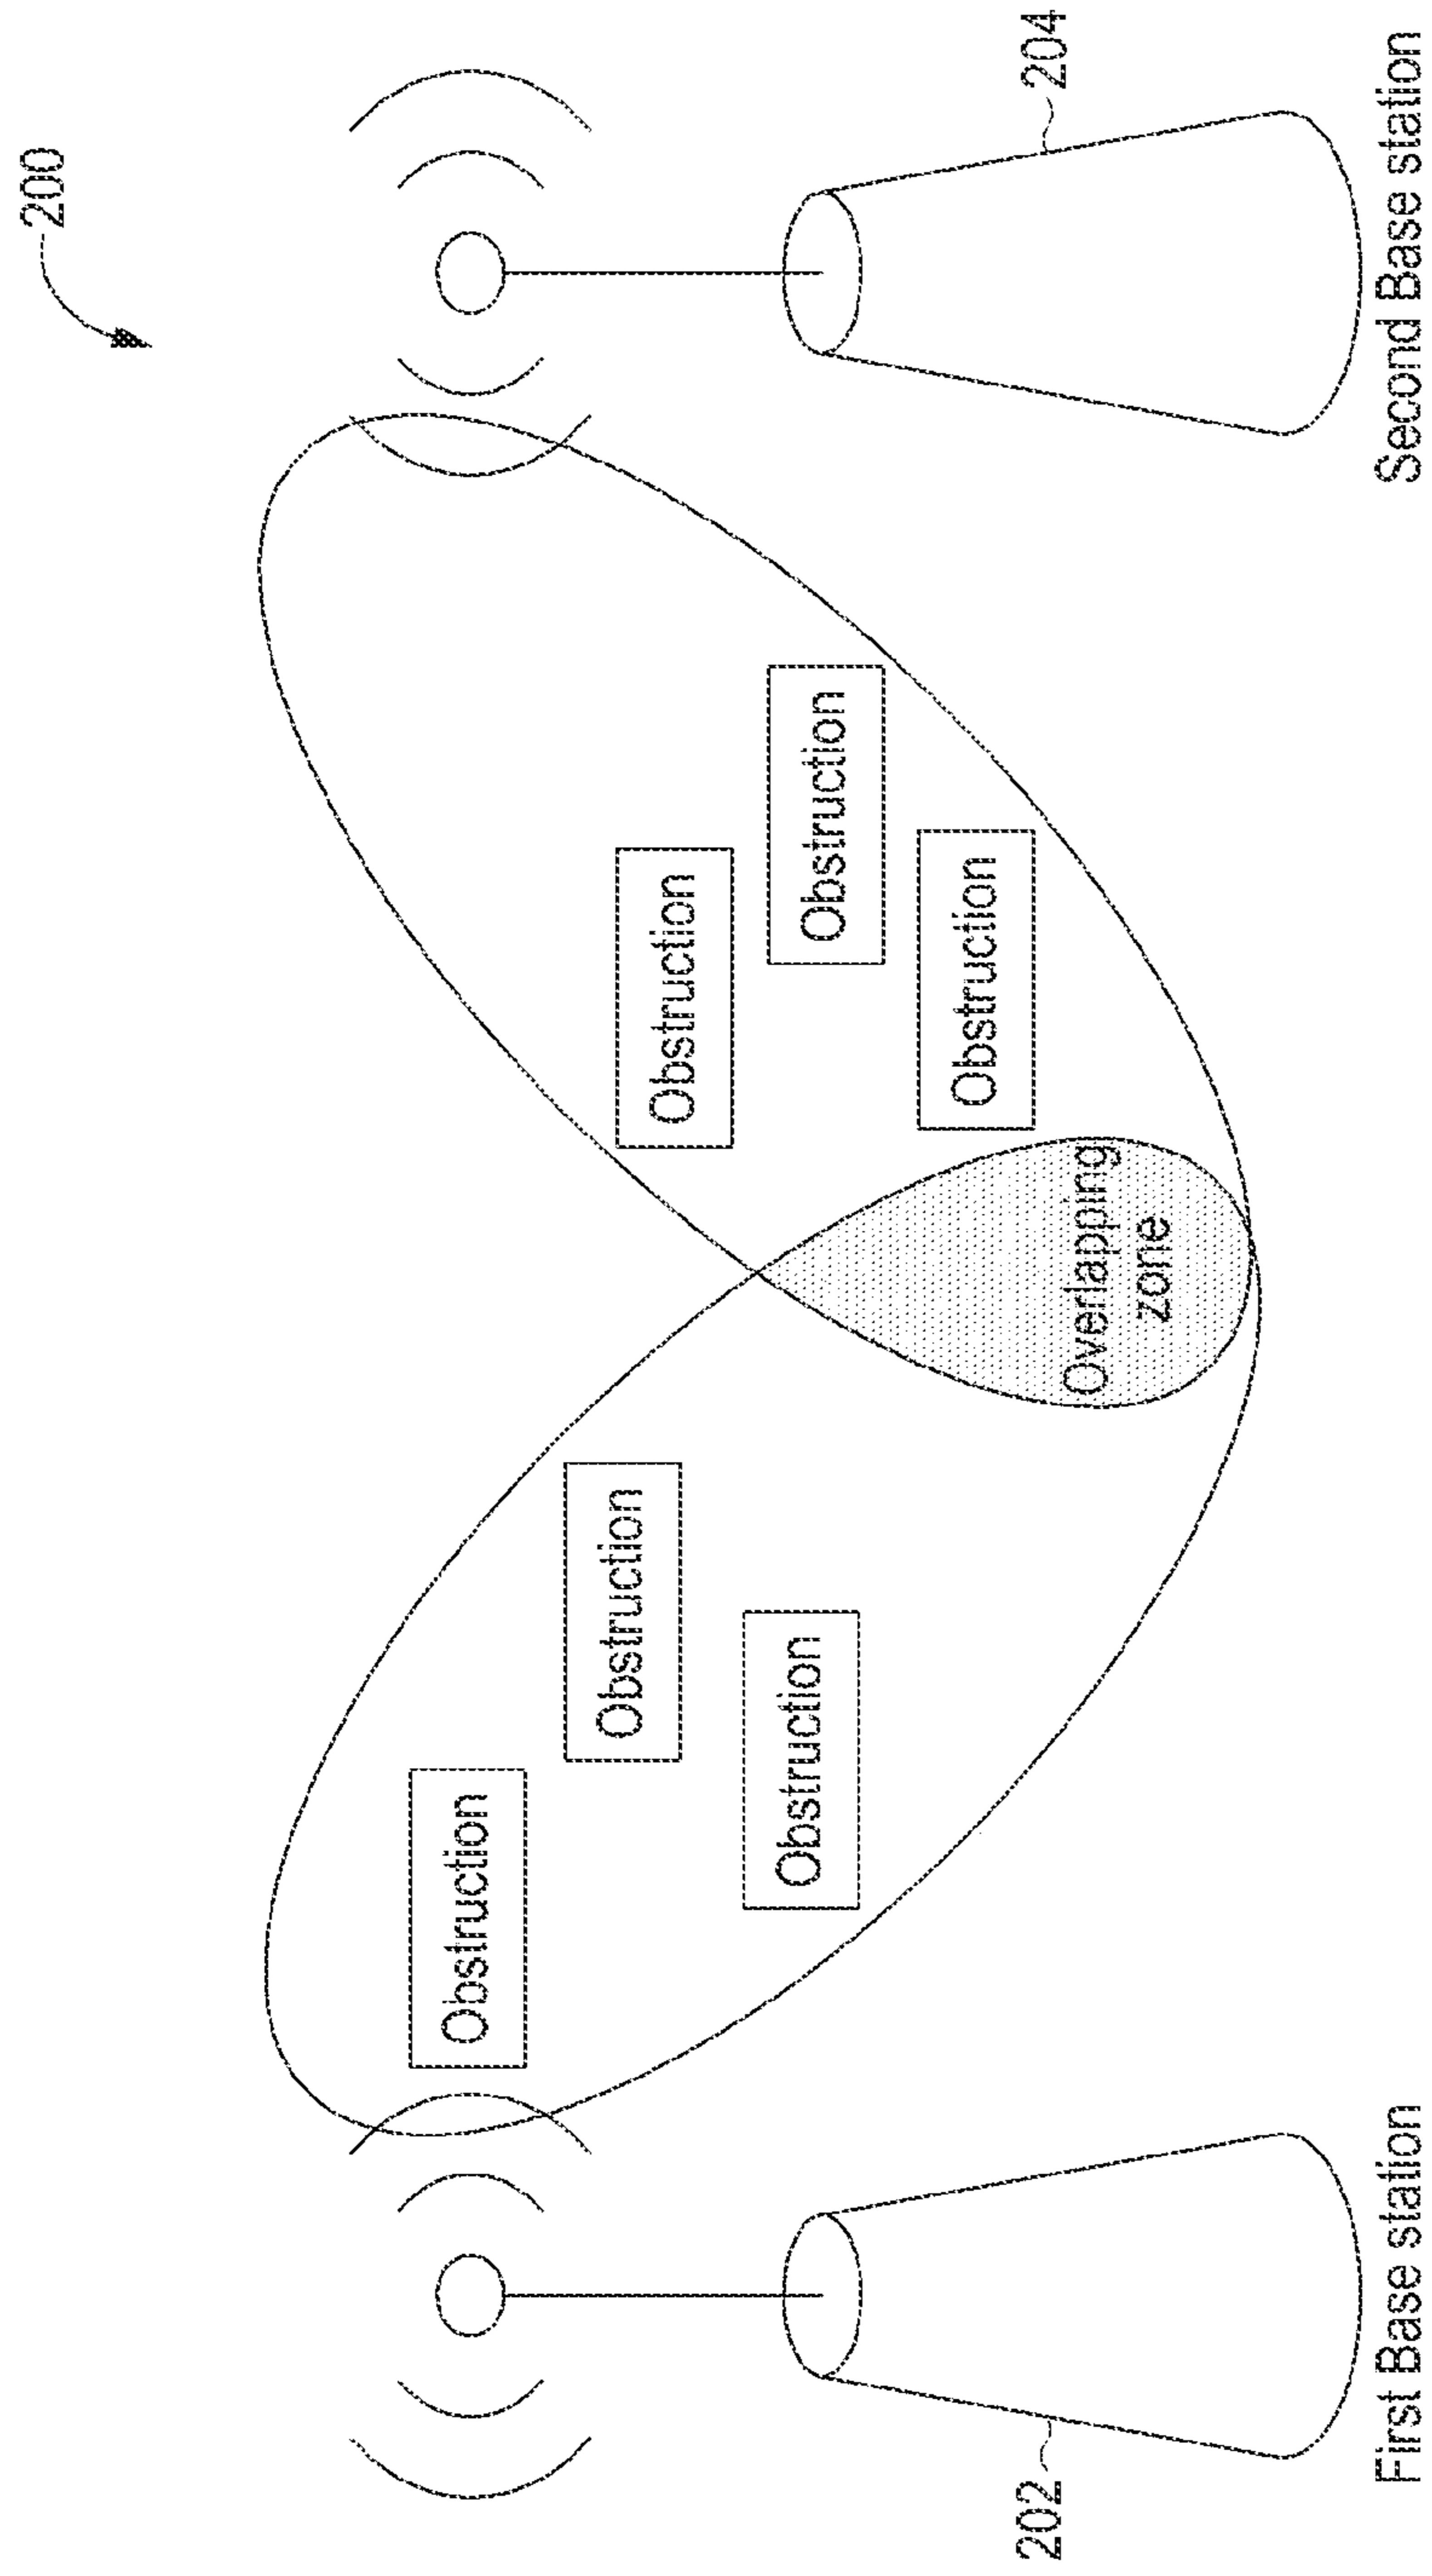 200
Obstruction
Obstruction
Obstruction
Obstruction
Obstruction
Obstruction
Overlapping
zone
202
204
First Base station
Second Base station